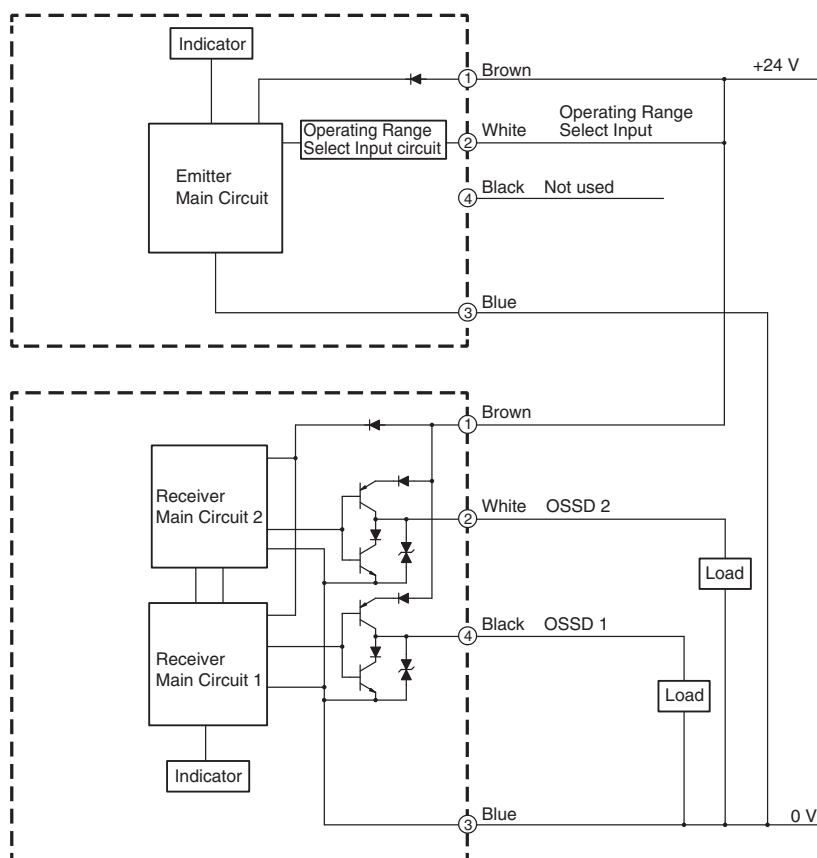 Indicator
① Brown
+24 V
Operating Range
Select Input circuit
② White
Operating Range
Select Input
Emitter
Main Circuit
④ Black Not used
③ Blue
① Brown
Receiver
Main Circuit 2
② White OSSD 2
Load
④ Black OSSD 1
Receiver
Main Circuit 1
Load
Indicator
③ Blue
0 V